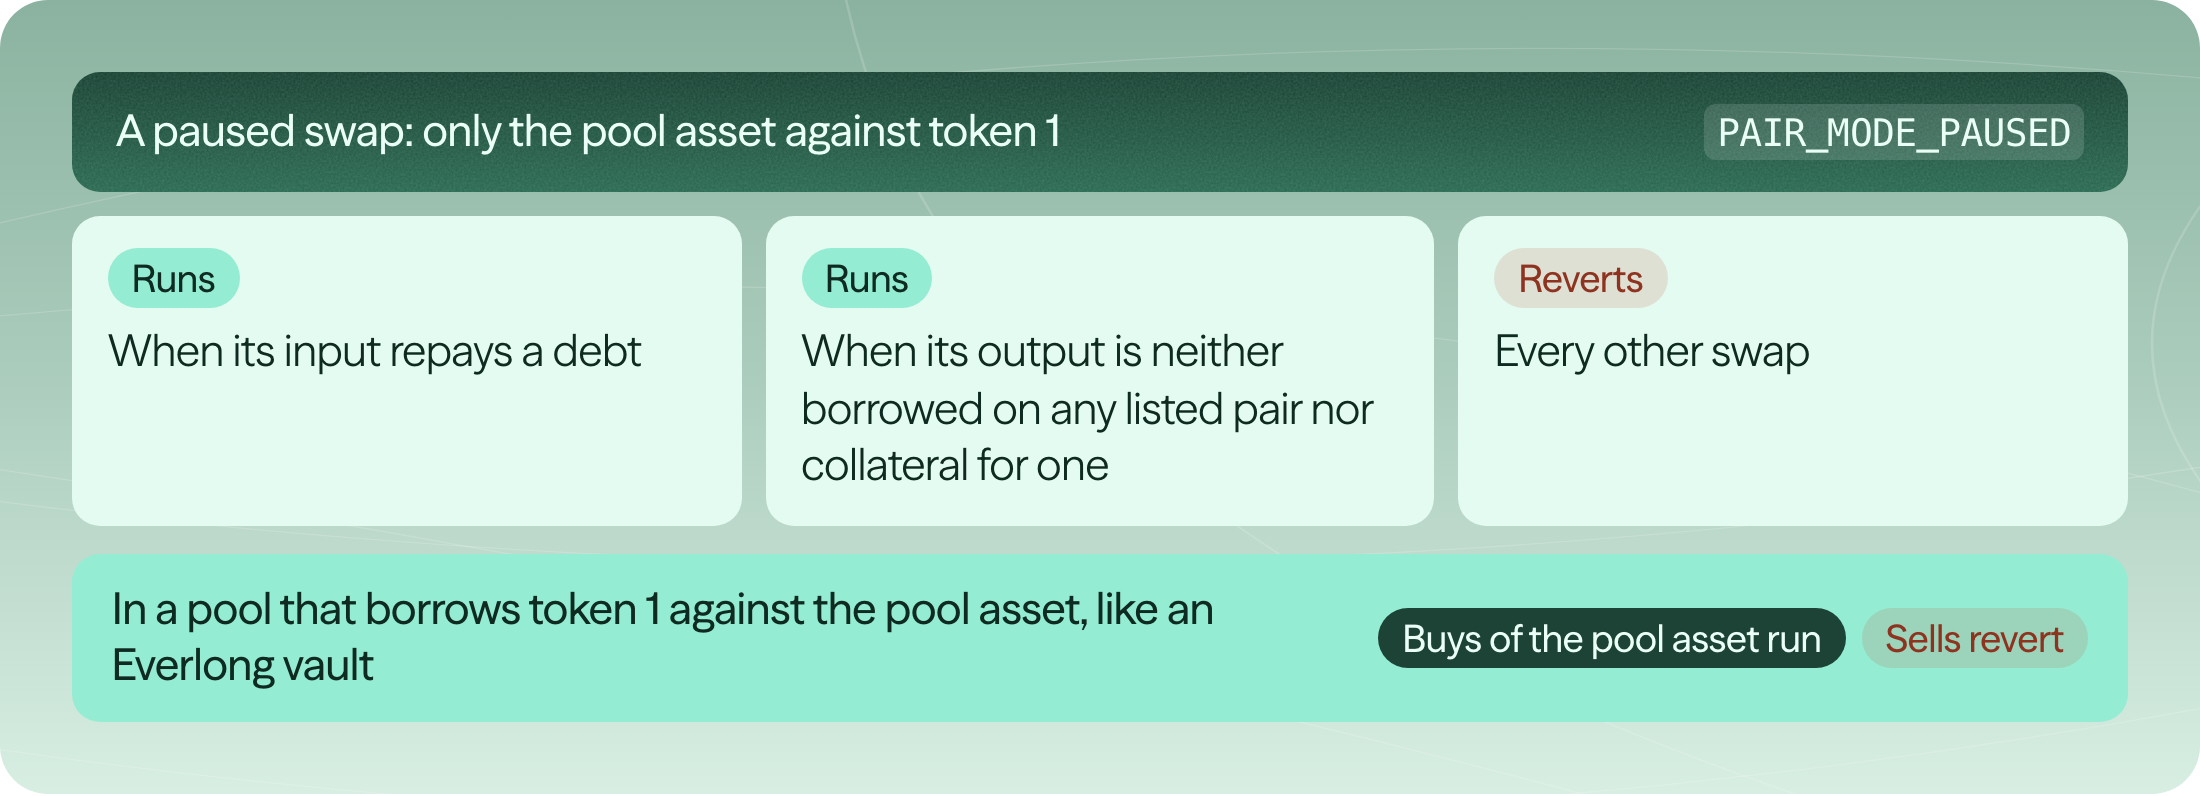 A paused swap: only the pool asset against token 1
PAIR_MODE_PAUSED
Runs
When its input repays a debt
Runs
When its output is neither
borrowed on any listed pair nor
collateral for one
Reverts
Every other swap
In a pool that borrows token 1 against the pool asset, like an
Everlong vault
Buys of the pool asset run
Sells revert